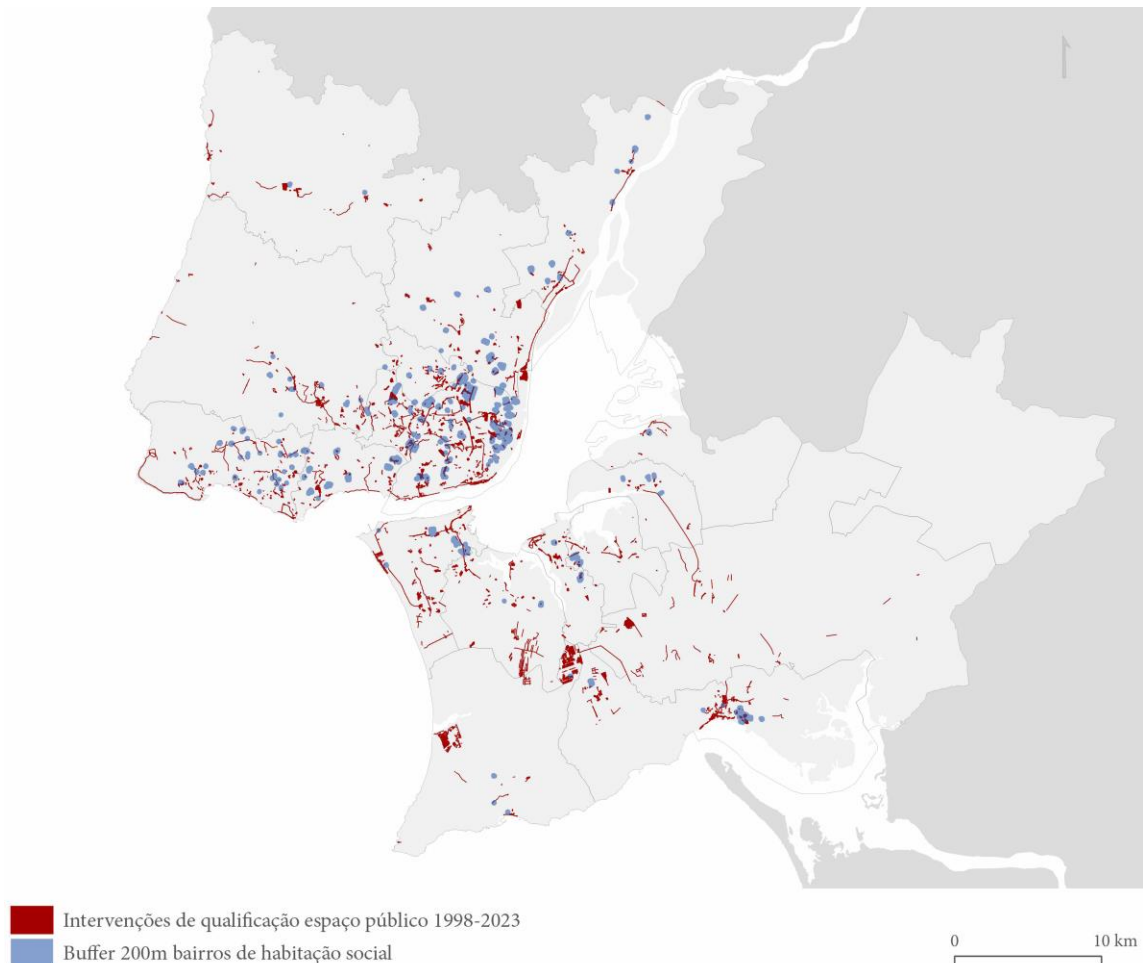 Intervenções de qualificação espaço público 1998-2023
Buffer 200m bairros de habitação social
0 10 km